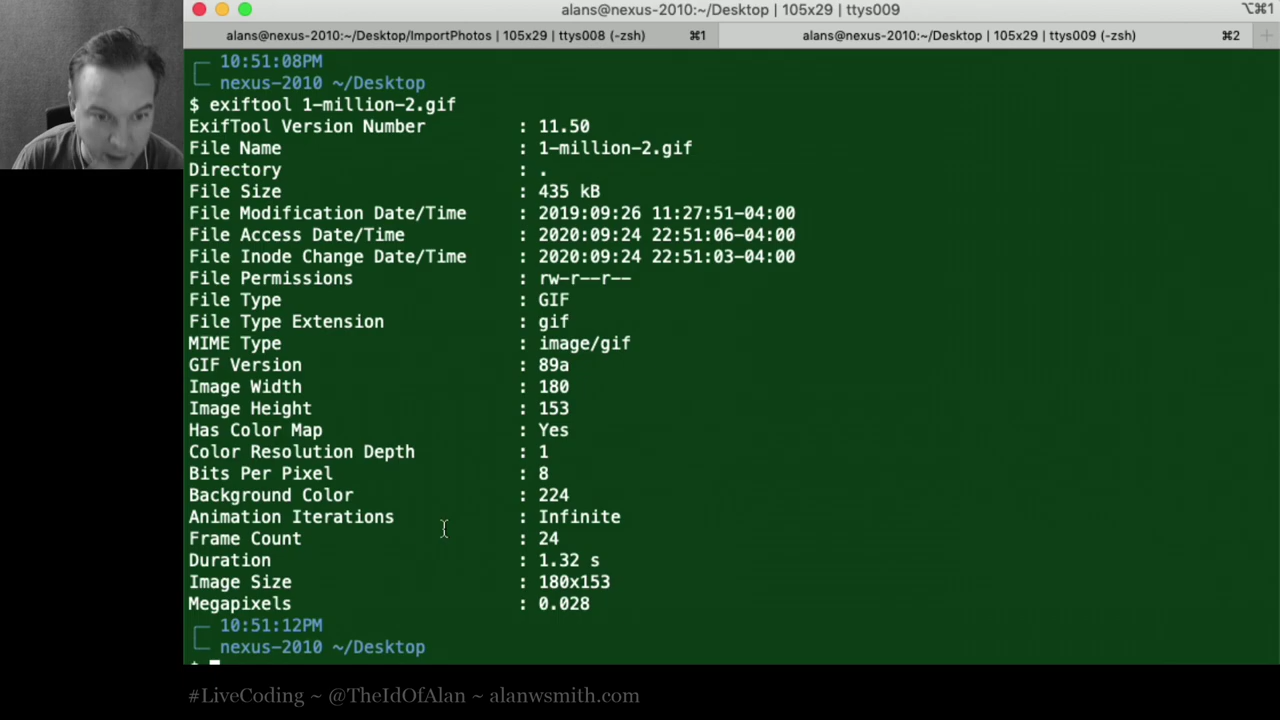 alans@nexus-2010:~/Desktop | 105x29 | ttys009
⌥⌘1
alans@nexus-2010:~/Desktop/ImportPhotos | 105x29 | ttys008 (-zsh) ⌘1
alans@nexus-2010:~/Desktop | 105x29 | ttys009 (-zsh) ⌘2
10:51:08PM
nexus-2010 ~/Desktop
$ exiftool 1-million-2.gif
ExifTool Version Number : 11.50
File Name : 1-million-2.gif
Directory : .
File Size : 435 kB
File Modification Date/Time : 2019:09:26 11:27:51-04:00
File Access Date/Time : 2020:09:24 22:51:06-04:00
File Inode Change Date/Time : 2020:09:24 22:51:03-04:00
File Permissions : rw-r--r--
File Type : GIF
File Type Extension : gif
MIME Type : image/gif
GIF Version : 89a
Image Width : 180
Image Height : 153
Has Color Map : Yes
Color Resolution Depth : 1
Bits Per Pixel : 8
Background Color : 224
Animation Iterations : Infinite
Frame Count : 24
Duration : 1.32 s
Image Size : 180x153
Megapixels : 0.028
10:51:12PM
nexus-2010 ~/Desktop
#LiveCoding ~ @TheIdOfAlan ~ alanwsmith.com